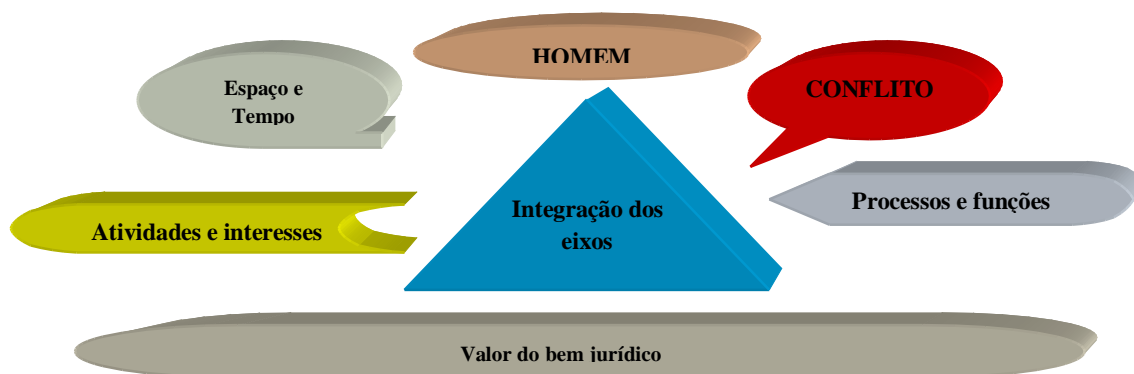 HOMEM
Espaço e
Tempo
CONFLITO
Processos e funções
Integração dos
eixos
Atividades e interesses
Valor do bem jurídico